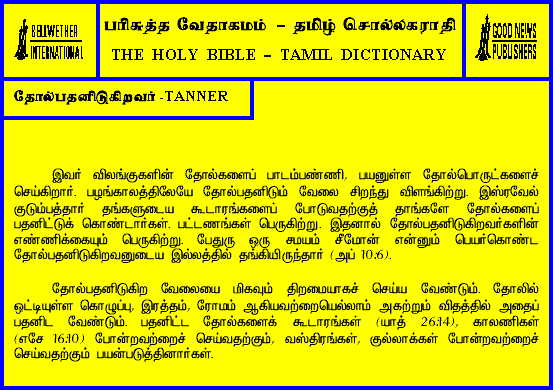 BELLWETHER
INTERNATIONAL
பரிசுத்த வேதாகமம் – தமிழ் சொல்லகராதி
THE HOLY BIBLE – TAMIL DICTIONARY
GOOD NEWS
PUBLISHERS
தோல்பதனிடுகிறவர் -TANNER
இவர் விலங்குகளின் தோல்களைப் பாடம்பண்ணி, பயனுள்ள தோல்பொருட்களைச்
செய்கிறார். பழங்காலத்திலேயே தோல்பதனிடும் வேலை சிறந்து விளங்கிற்று. இஸ்ரவேல்
குடும்பத்தார் தங்களுடைய கூடாரங்களைப் போடுவதற்குத் தாங்களே தோல்களைப்
பதனிட்டுக் கொண்டார்கள். பட்டணங்கள் பெருகிற்று. இதனால் தோல்பதனிடுகிறவர்களின்
எண்ணிக்கையும் பெருகிற்று. பேதுரு ஒரு சமயம் சீமோன் என்னும் பெயர்கொண்ட
தோல்பதனிடுகிறவனுடைய இல்லத்தில் தங்கியிருந்தார் (அப் 10:6).
தோல்பதனிடுகிற வேலையை மிகவும் திறமையாகச் செய்ய வேண்டும். தோலில்
ஒட்டியுள்ள கொழுப்பு, இரத்தம், ரோமம் ஆகியவற்றையெல்லாம் அகற்றும் விதத்தில் அதைப்
பதனிட வேண்டும். பதனிட்ட தோல்களைக் கூடாரங்கள் (யாத் 26:14), காலணிகள்
(எசே 16:10) போன்றவற்றைச் செய்வதற்கும், வஸ்திரங்கள், குல்லாக்கள் போன்றவற்றைச்
செய்வதற்கும் பயன்படுத்தினார்கள்.